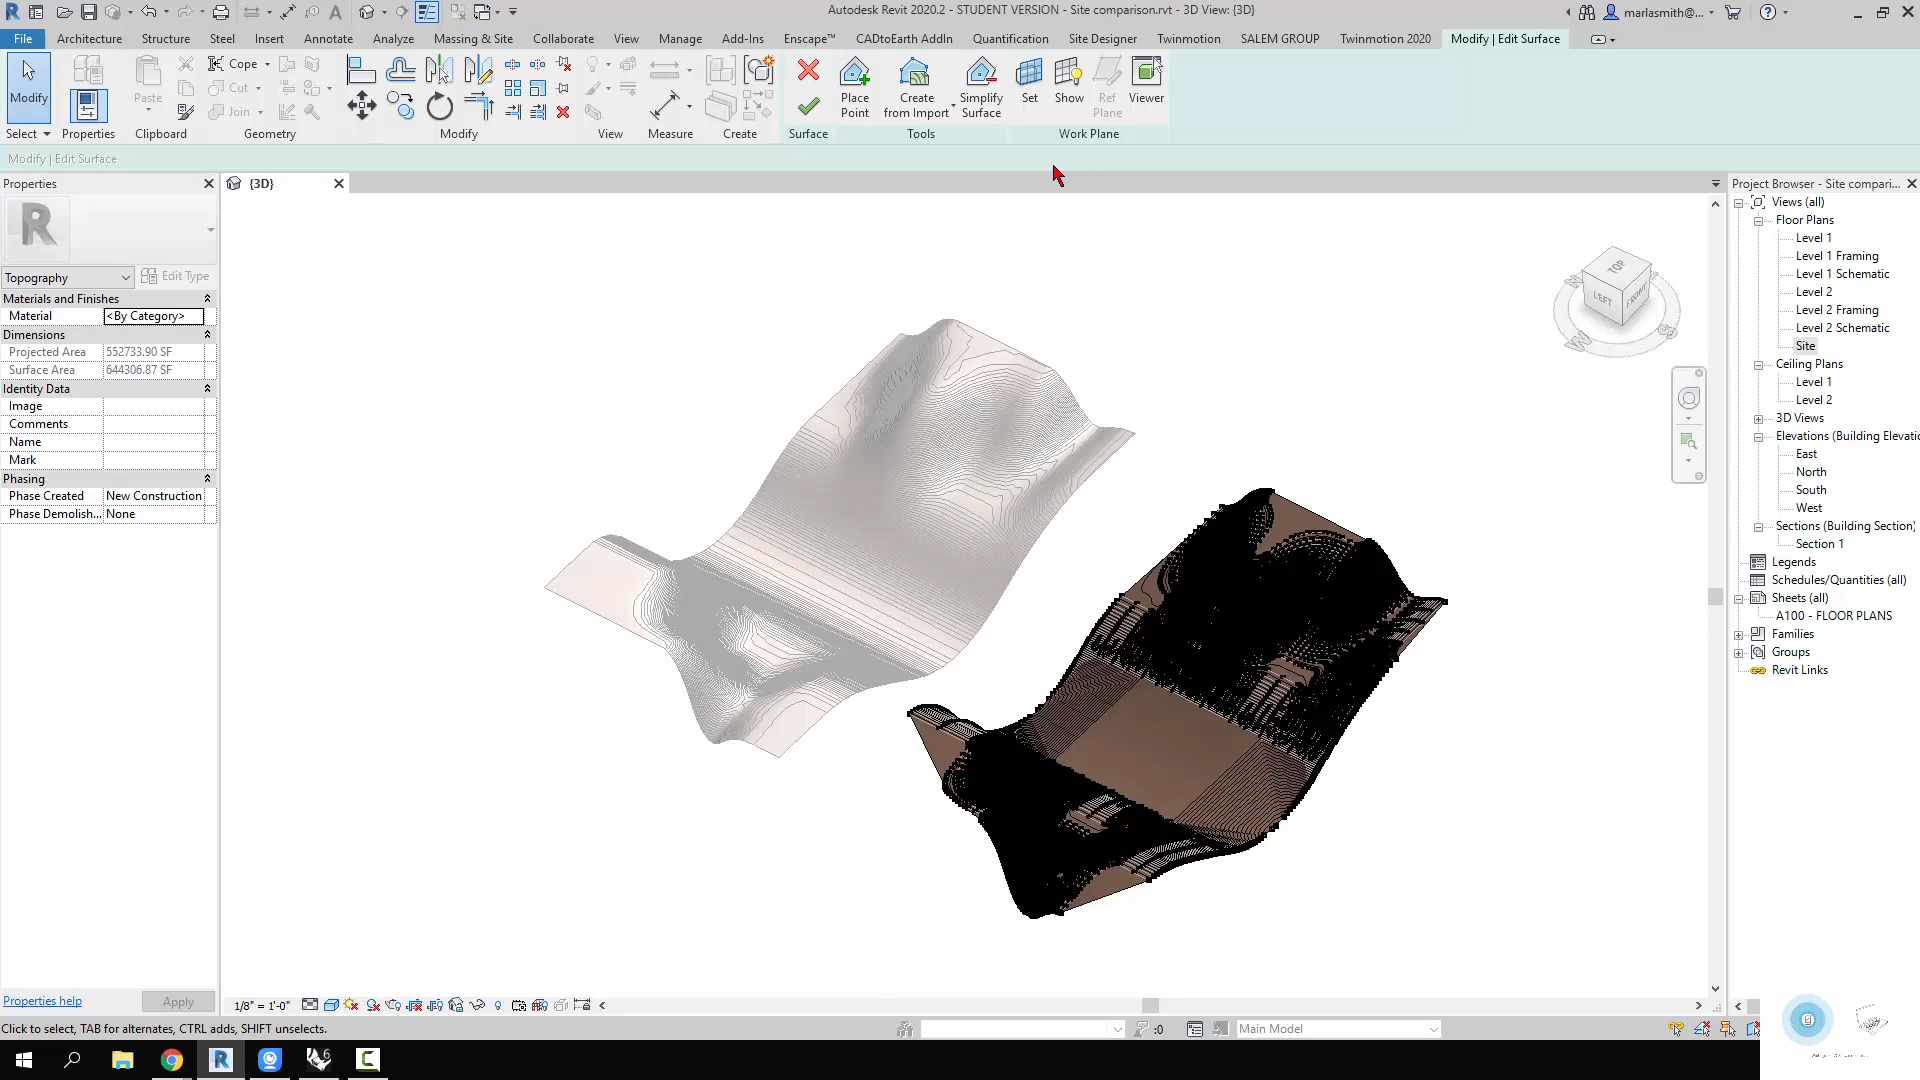 Autodesk Revit 2020.2 - STUDENT VERSION - Site comparison.rvt - 3D View: {3D}
marlasmith@...
File Architecture Structure Steel Insert Annotate Analyze Massing & Site Collaborate View Manage Add-Ins Enscape™ CADtoEarth AddIn Quantification Site Designer Twinmotion SALEM GROUP Twinmotion 2020 Modify | Edit Surface
Modify
Paste
Cope
Cut
Join
Place Point
Create from Import
Simplify Surface
Set
Show
Ref Plane
Viewer
Select Properties Clipboard Geometry Modify View Measure Create Surface Tools Work Plane
Modify | Edit Surface
Properties
{3D}
Project Browser - Site compari...
Topography
Edit Type
Materials and Finishes
Material <By Category>
Dimensions
Projected Area 552733.90 SF
Surface Area 644306.87 SF
Identity Data
Image
Comments
Name
Mark
Phasing
Phase Created New Construction
Phase Demolish... None
Properties help
Apply
TOP
LEFT
FRONT
W
Views (all)
Floor Plans
Level 1
Level 1 Framing
Level 1 Schematic
Level 2
Level 2 Framing
Level 2 Schematic
Site
Ceiling Plans
Level 1
Level 2
3D Views
Elevations (Building Elevatio
East
North
South
West
Sections (Building Section)
Section 1
Legends
Schedules/Quantities (all)
Sheets (all)
A100 - FLOOR PLANS
Families
Groups
Revit Links
1/8" = 1'-0"
Click to select, TAB for alternates, CTRL adds, SHIFT unselects.
:0
Main Model